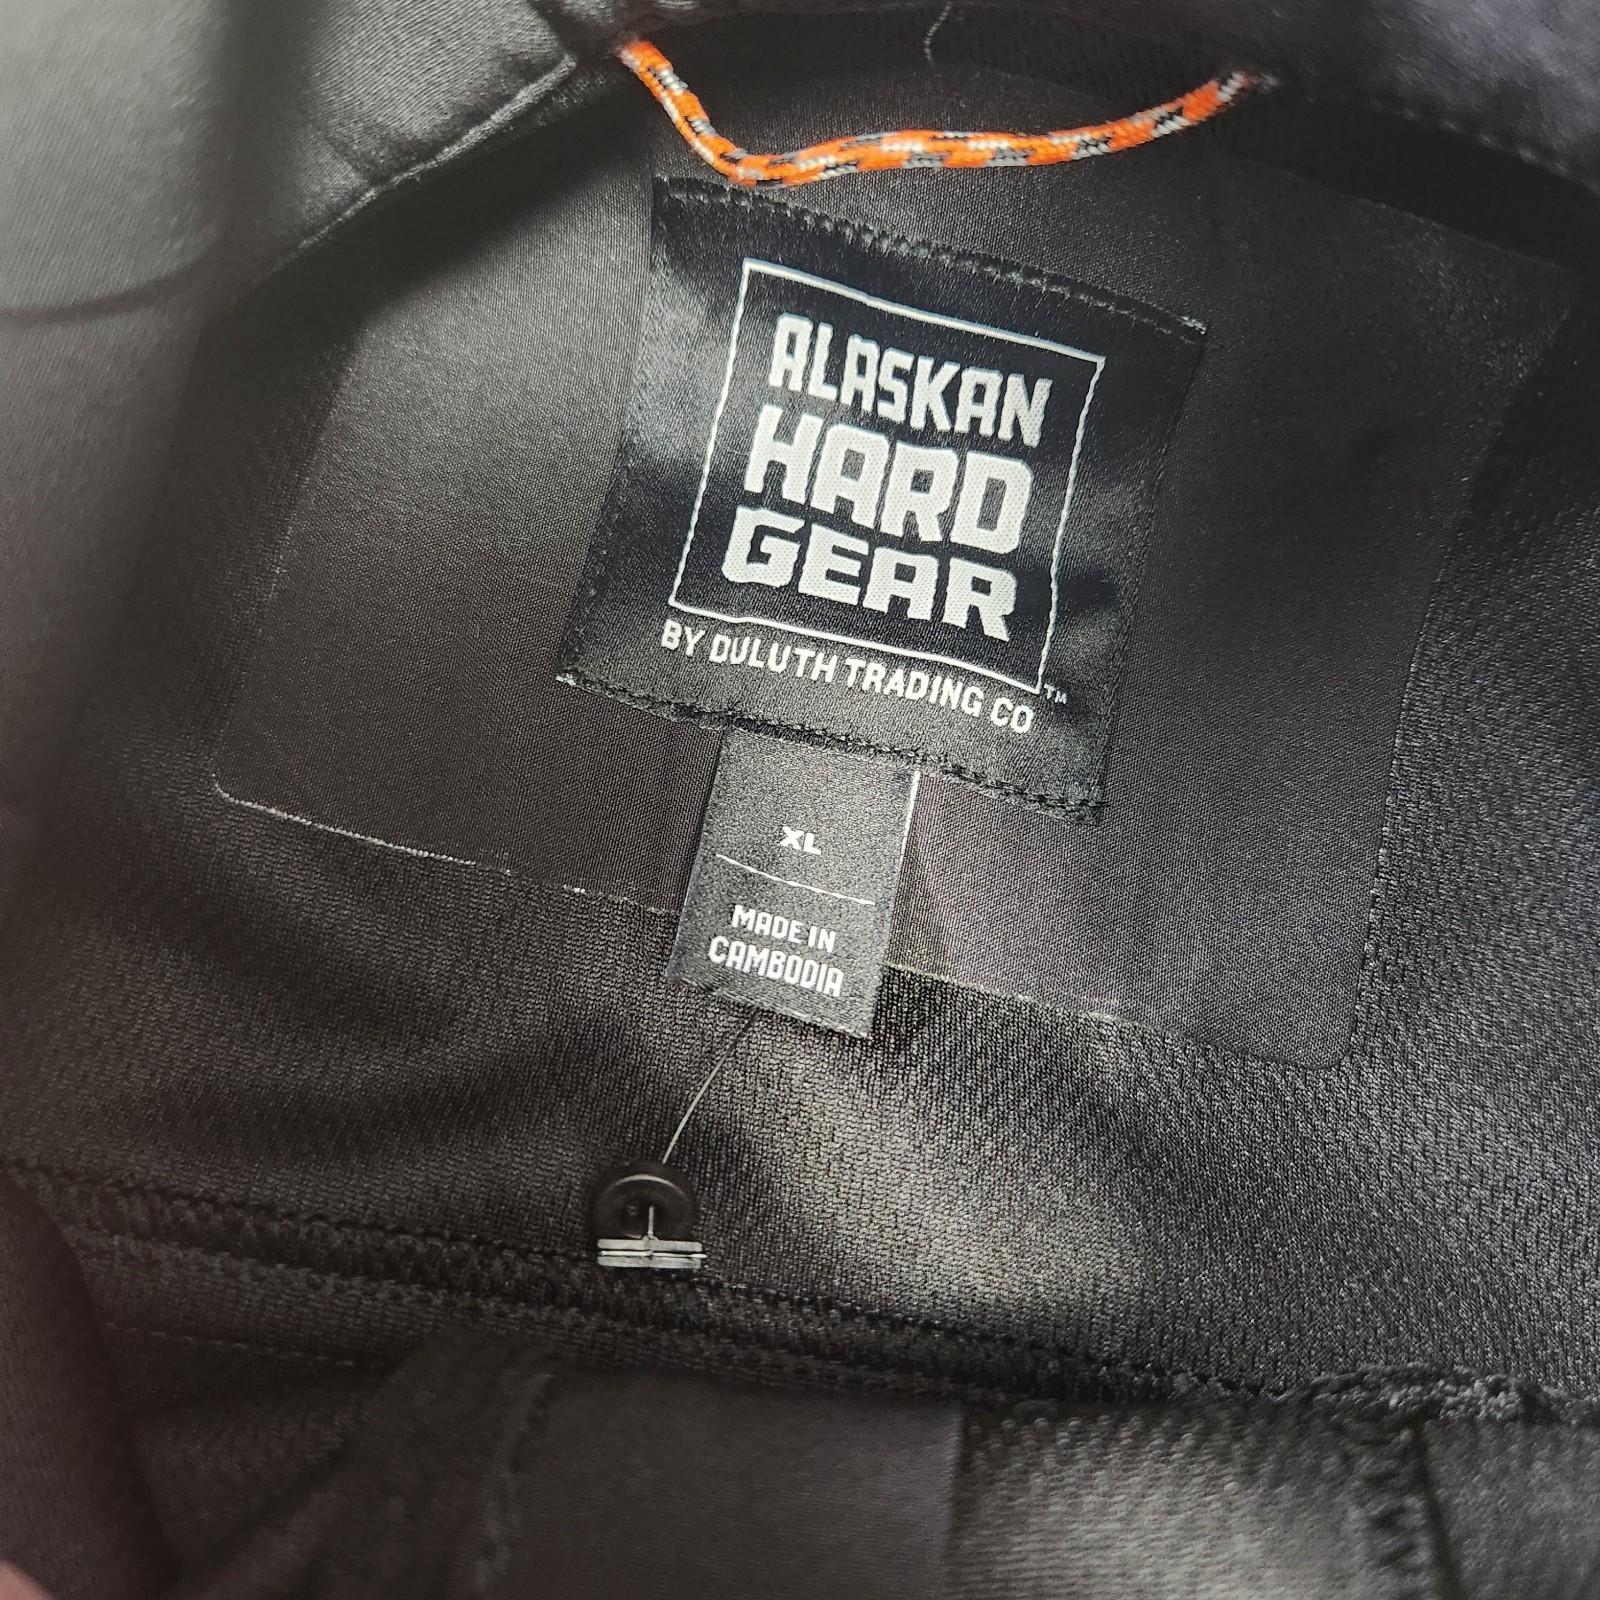 ALASKAN
HARD
GEAR
BY DULUTH TRADING CO™
XL
MADE IN
CAMBODIA